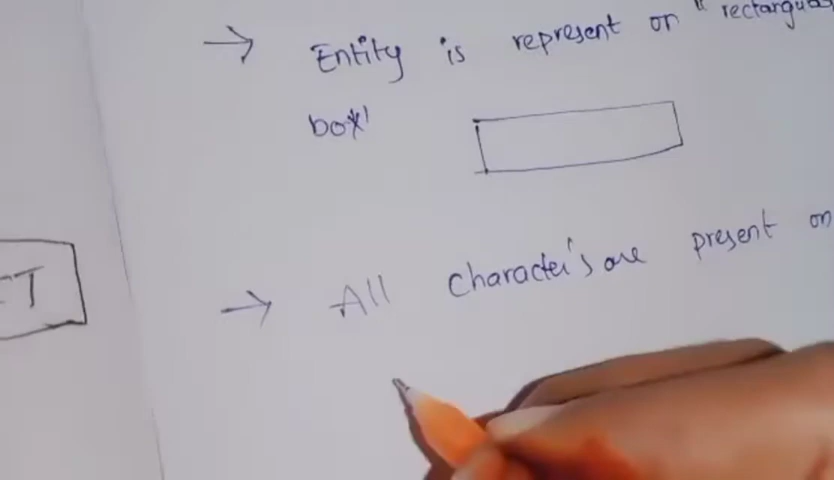 → Entity is represent on "rectangular
box'
→ All character's are present on